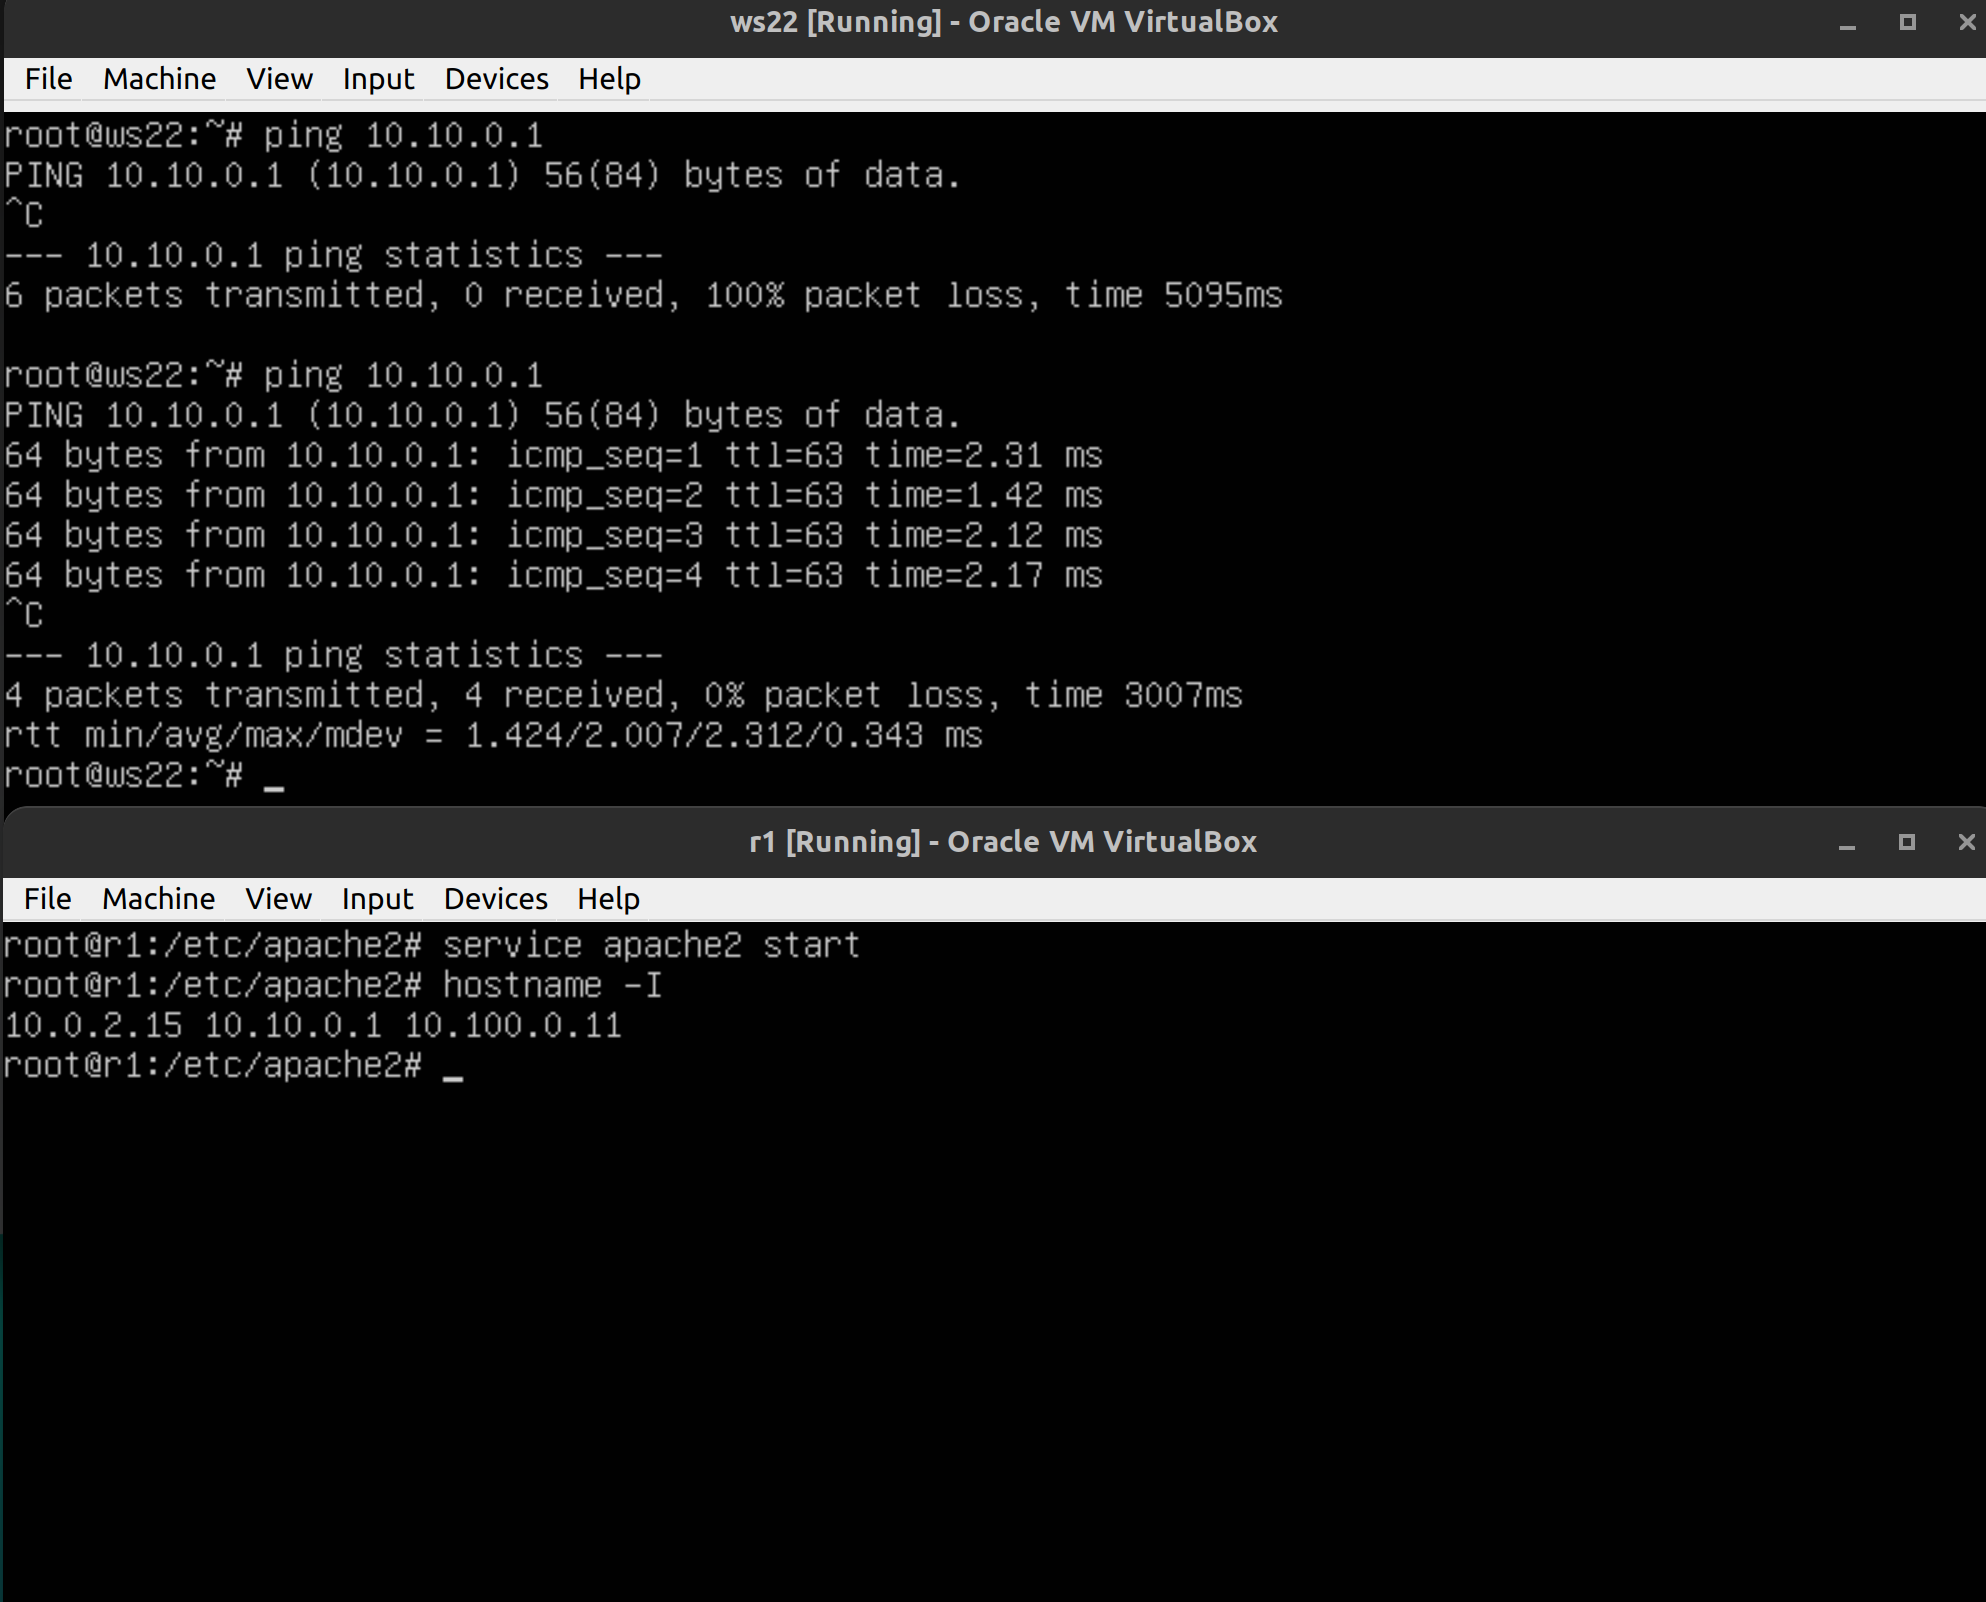 ws22 [Running] - Oracle VM VirtualBox
File Machine View Input Devices Help
root@ws22:~# ping 10.10.0.1
PING 10.10.0.1 (10.10.0.1) 56(84) bytes of data.
^C
--- 10.10.0.1 ping statistics ---
6 packets transmitted, 0 received, 100% packet loss, time 5095ms
root@ws22:~# ping 10.10.0.1
PING 10.10.0.1 (10.10.0.1) 56(84) bytes of data.
64 bytes from 10.10.0.1: icmp_seq=1 ttl=63 time=2.31 ms
64 bytes from 10.10.0.1: icmp_seq=2 ttl=63 time=1.42 ms
64 bytes from 10.10.0.1: icmp_seq=3 ttl=63 time=2.12 ms
64 bytes from 10.10.0.1: icmp_seq=4 ttl=63 time=2.17 ms
^C
--- 10.10.0.1 ping statistics ---
4 packets transmitted, 4 received, 0% packet loss, time 3007ms
rtt min/avg/max/mdev = 1.424/2.007/2.312/0.343 ms
root@ws22:~# _
r1 [Running] - Oracle VM VirtualBox
File Machine View Input Devices Help
root@r1:/etc/apache2# service apache2 start
root@r1:/etc/apache2# hostname -I
10.0.2.15 10.10.0.1 10.100.0.11
root@r1:/etc/apache2# _